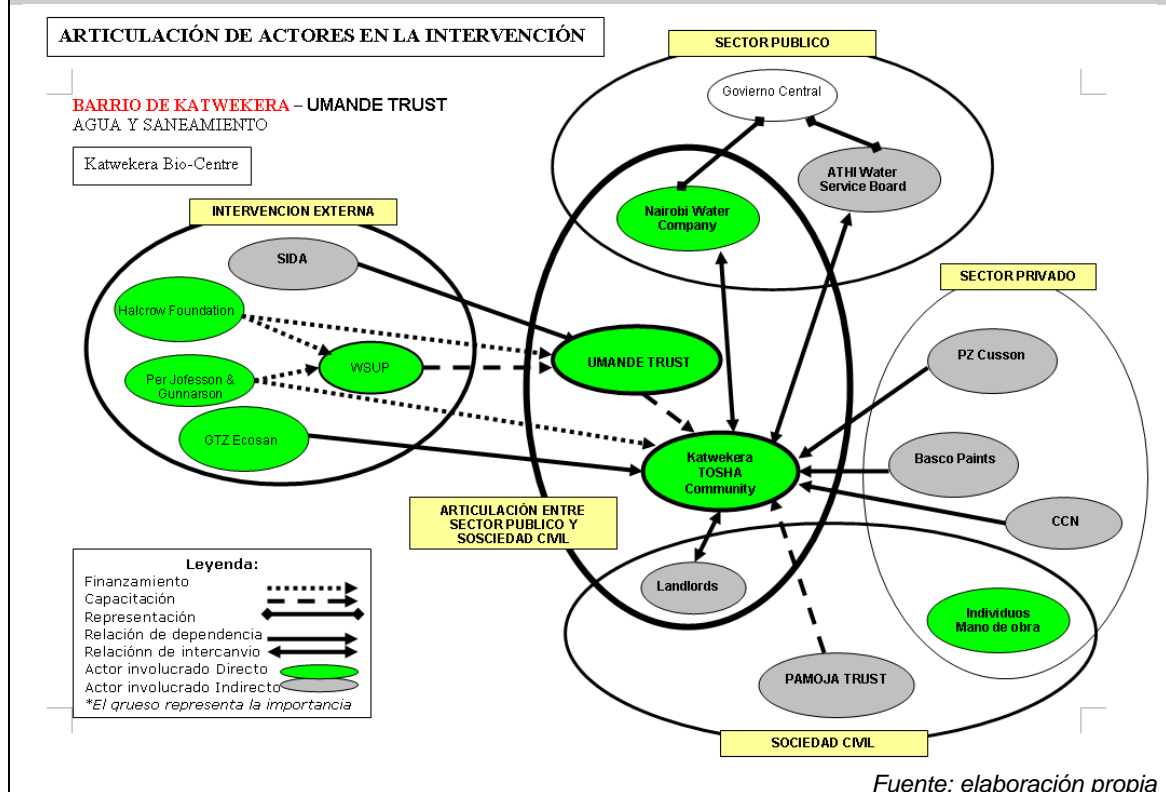 ARTICULACIÓN DE ACTORES EN LA INTERVENCIÓN
BARRIO DE KATWEKERA – UMANDE TRUST
AGUA Y SANEAMIENTO
Katwekera Bio-Centre
SECTOR PUBLICO
Govierno Central
ATHI Water
Service Board
Nairobi Water
Company
INTERVENCION EXTERNA
SIDA
Halcrow Foundation
WSUP
Per Jofesson &
Gunnarson
GTZ Ecosan
UMANDE TRUST
Katwekera
TOSHA
Community
SECTOR PRIVADO
PZ Cusson
Basco Paints
CCN
ARTICULACIÓN ENTRE
SECTOR PUBLICO Y
SOSCIEDAD CIVIL
Landlords
Individuos
Mano de obra
PAMOJA TRUST
SOCIEDAD CIVIL
Leyenda:
Finanzamiento
Capacitación
Representación
Relación de dependencia
Relaciónn de intercanvio
Actor involucrado Directo
Actor involucrado Indirecto
*El grueso representa la importancia
Fuente: elaboración propia